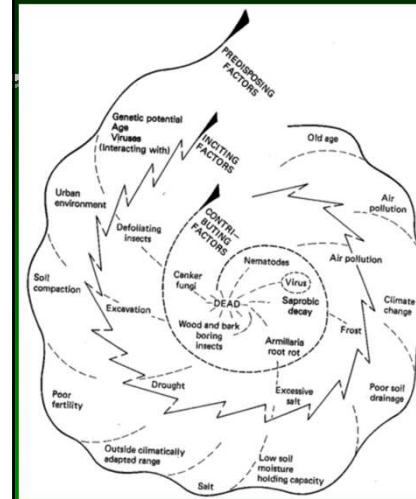 PREDISPOSING
FACTORS
Genetic potential
Age
Viruses
(Interacting with)
INCITING
FACTORS
Old age
Urban
environment
Defoliating
insects
CONTRI-
BUTING
FACTORS
Air
pollution
Nematodes
Air pollution
Soil
compaction
Canker
fungi
Virus
DEAD
Saprobic
decay
Climate
change
Excavation
Wood and bark
boring
insects
Armillaria
root rot
Frost
Drought
Excessive
salt
Poor soil
drainage
Poor
fertility
Outside climatically
adapted range
Salt
Low soil
moisture
holding capacity